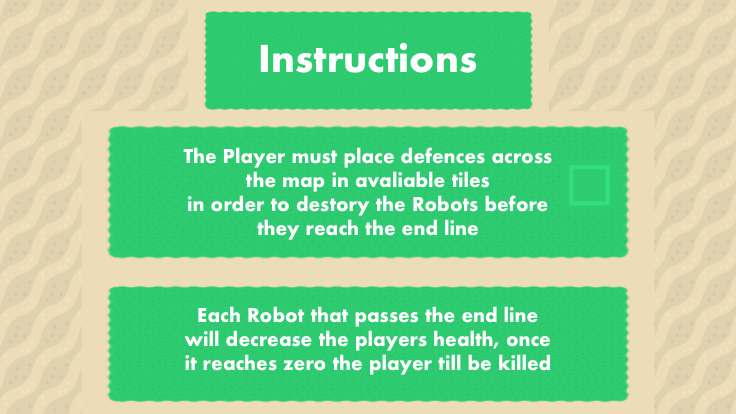 Instructions
The Player must place defences across
the map in avaliable tiles
in order to destory the Robots before
they reach the end line
Each Robot that passes the end line
will decrease the players health, once
it reaches zero the player till be killed